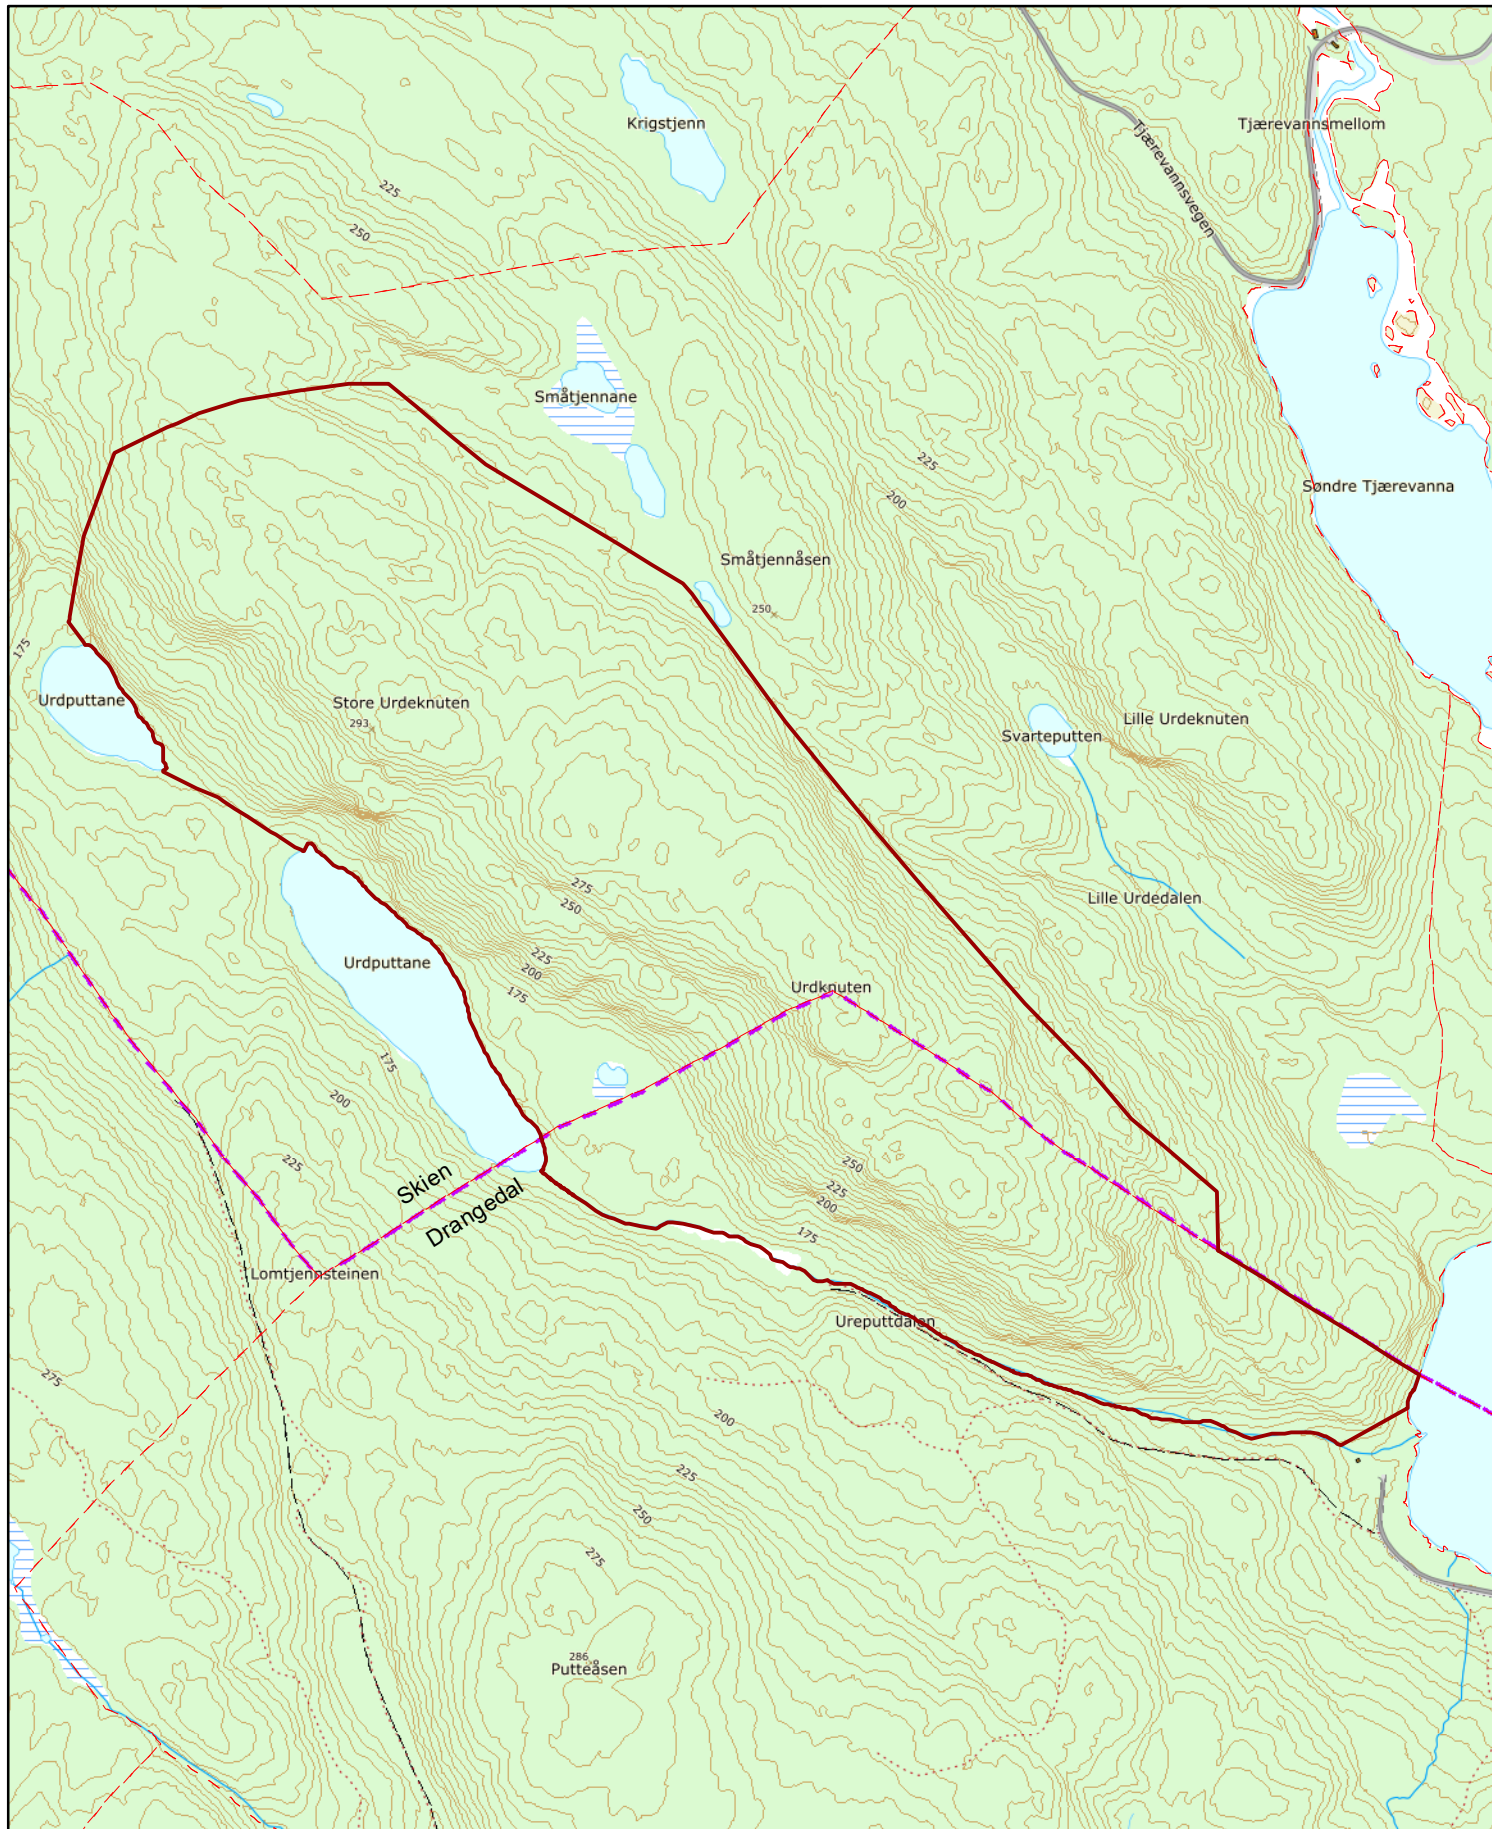 Krigstjenn
Tjærevannsmellom
Tjærevannsvegen
225
250
Småtjennane
225
200
Søndre Tjærevanna
Småtjennåsen
250
175
Urdputtane
Store Urdeknuten
293
Lille Urdeknuten
Svarteputten
275
250
Lille Urdedalen
225
200
175
Urdputtane
Urdknuten
175
200
225
250
225
200
175
Skien
Drangedal
Lomtjennsteinen
Ureputtdalen
275
200
225
250
275
286
Putteåsen